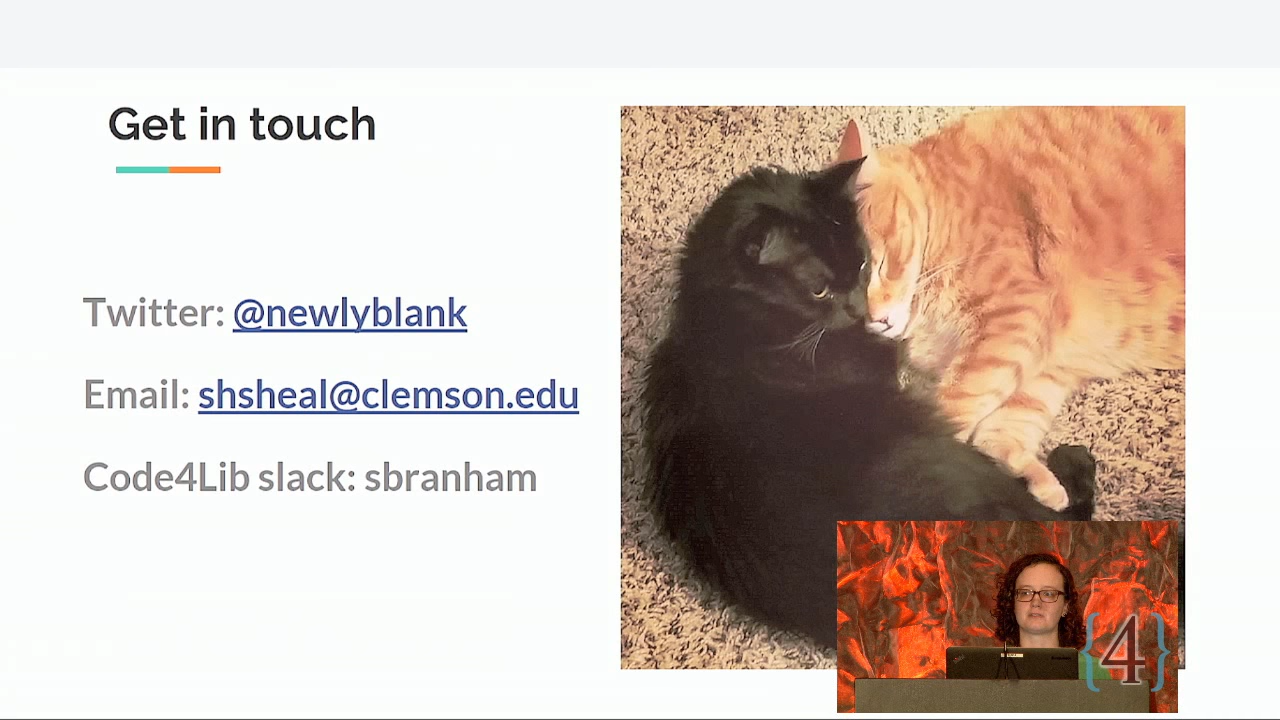 Get in touch
Twitter: @newlyblank
Email: shsheal@clemson.edu
Code4Lib slack: sbranham
{4}